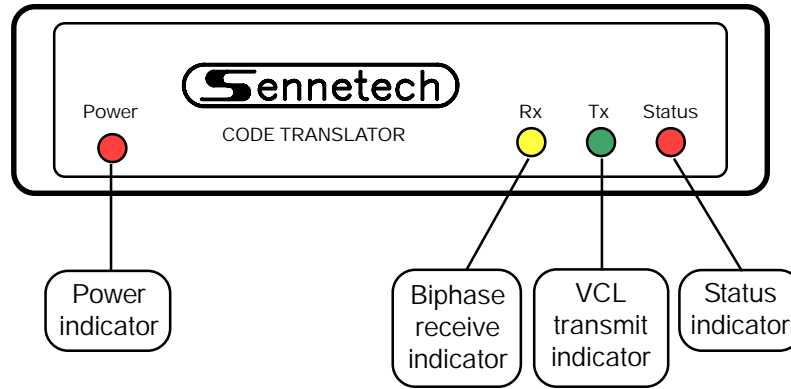 Sennetech
Power
CODE TRANSLATOR
Rx
Tx
Status
Power
indicator
Biphase
receive
indicator
VCL
transmit
indicator
Status
indicator